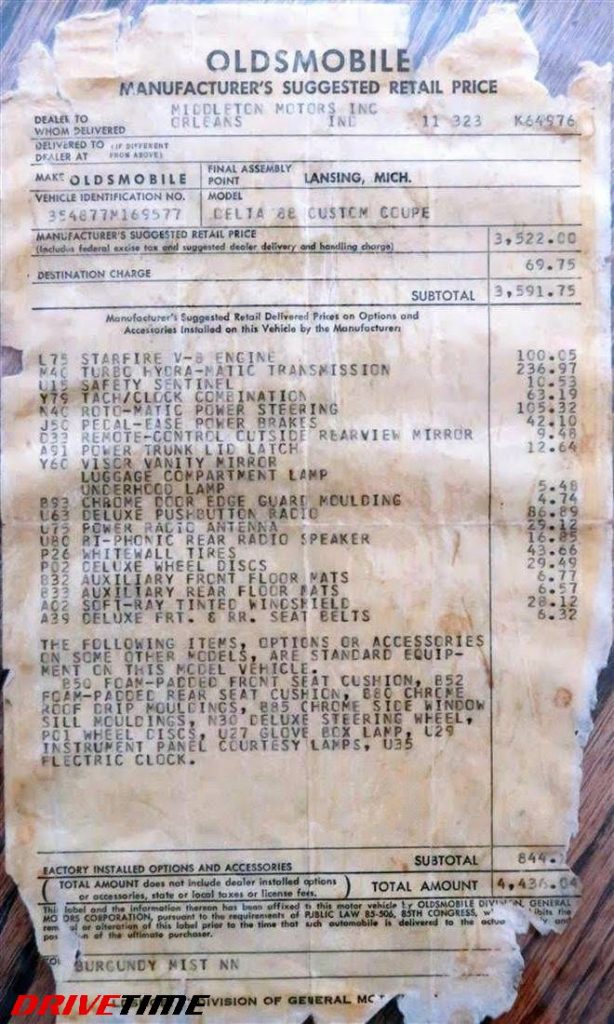 OLDSMOBILE
MANUFACTURER'S SUGGESTED RETAIL PRICE
DEALER TO WHOM DELIVERED MIDDLETON MOTORS INC
ORLEANS IND 11 323 K64976
DELIVERED TO (IF DIFFERENT
DEALER AT FROM ABOVE)
MAKE OLDSMOBILE FINAL ASSEMBLY POINT LANSING, MICH.
VEHICLE IDENTIFICATION NO. MODEL
354877M169577 DELTA 88 CUSTOM COUPE
MANUFACTURER'S SUGGESTED RETAIL PRICE 3,522.00
(Includes federal excise tax and suggested dealer delivery and handling charge)
DESTINATION CHARGE 69.75
SUBTOTAL 3,591.75
Manufacturer's Suggested Retail Delivered Prices on Options and
Accessories Installed on this Vehicle by the Manufacturer:
L75 STARFIRE V-8 ENGINE 100.05
M40 TURBO HYDRA-MATIC TRANSMISSION 236.97
U15 SAFETY SENTINEL 10.53
Y79 TACH/CLOCK COMBINATION 63.19
N40 ROTO-MATIC POWER STEERING 105.32
J50 PEDAL-EASE POWER BRAKES 42.10
D33 REMOTE-CONTROL OUTSIDE REARVIEW MIRROR 9.48
A91 POWER TRUNK LID LATCH 12.64
Y60 VISOR VANITY MIRROR
LUGGAGE COMPARTMENT LAMP
UNDERHOOD LAMP 5.48
B93 CHROME DOOR EDGE GUARD MOULDING 4.74
U63 DELUXE PUSHBUTTON RADIO 86.89
U75 POWER RADIO ANTENNA 29.12
U80 BI-PHONIC REAR RADIO SPEAKER 16.85
P26 WHITEWALL TIRES 43.66
P02 DELUXE WHEEL DISCS 29.49
B32 AUXILIARY FRONT FLOOR MATS 6.77
B33 AUXILIARY REAR FLOOR MATS 6.57
A02 SOFT-RAY TINTED WINDSHIELD 28.12
A39 DELUXE FRT. & RR. SEAT BELTS 6.32
THE FOLLOWING ITEMS, OPTIONS OR ACCESSORIES
ON SOME OTHER MODELS, ARE STANDARD EQUIP-
MENT ON THIS MODEL VEHICLE.
B50 FOAM-PADDED FRONT SEAT CUSHION, B52
FOAM-PADDED REAR SEAT CUSHION, B80 CHROME
ROOF DRIP MOULDINGS, B85 CHROME SIDE WINDOW
SILL MOULDINGS, N30 DELUXE STEERING WHEEL,
P01 WHEEL DISCS, U27 GLOVE BOX LAMP, U29
INSTRUMENT PANEL COURTESY LAMPS, U35
ELECTRIC CLOCK.
FACTORY INSTALLED OPTIONS AND ACCESSORIES SUBTOTAL 844.
(TOTAL AMOUNT does not include dealer installed options
or accessories, state or local taxes or license fees.) TOTAL AMOUNT 4,436.04
This label and the information thereon has been affixed to this motor vehicle by OLDSMOBILE DIVISION, GENERAL
MOTORS CORPORATION, pursuant to the requirements of PUBLIC LAW 85-506, 85TH CONGRESS, ibits the
or alteration of this label prior to the time that such automobile is delivered to the and
of the ultimate purchaser.
BURGUNDY MIST NN
DIVISION OF GENERAL
DRIVETIME